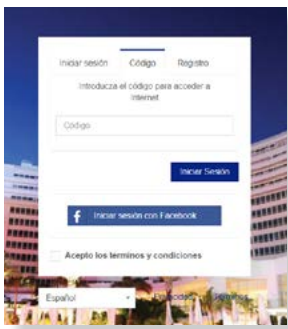 Iniciar sesión Código Registro
Introduzca el código para acceder a
Internet
Código
Iniciar Sesión
f Iniciar sesión con Facebook
Acepto los términos y condiciones
Español